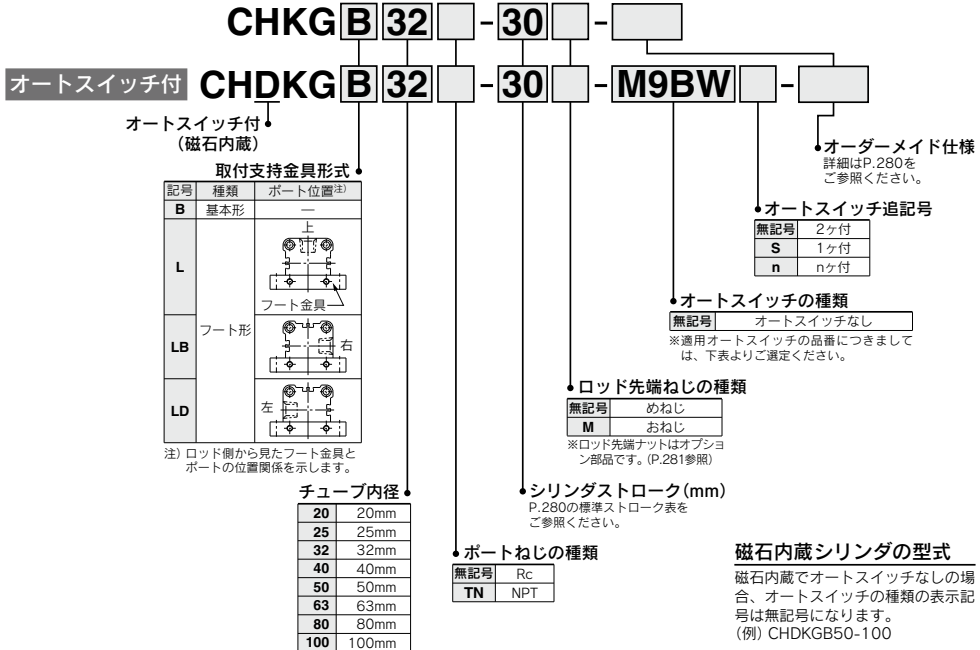 CHKG B 32 - 30 -
オートスイッチ付 CHDKG B 32 - 30 - M9BW -
オートスイッチ付
(磁石内蔵)
取付支持金具形式
記号 種類 ポート位置注)
B 基本形 —
L フート形 上
フート金具
LB 右
LD 左
注) ロッド側から見たフート金具と
ポートの位置関係を示します。
チューブ内径
20 20mm
25 25mm
32 32mm
40 40mm
50 50mm
63 63mm
80 80mm
100 100mm
ポートねじの種類
無記号 Rc
TN NPT
シリンダストローク(mm)
P.280の標準ストローク表を
ご参照ください。
ロッド先端ねじの種類
無記号 めねじ
M おねじ
※ロッド先端ナットはオプショ
ン部品です。(P.281参照)
オートスイッチの種類
無記号 オートスイッチなし
※適用オートスイッチの品番につきまして
は、下表よりご選定ください。
オートスイッチ追記号
無記号 2ヶ付
S 1ヶ付
n nヶ付
オーダーメイド仕様
詳細はP.280を
ご参照ください。
磁石内蔵シリンダの型式
磁石内蔵でオートスイッチなしの場
合、オートスイッチの種類の表示記
号は無記号になります。
(例) CHDKGB50-100